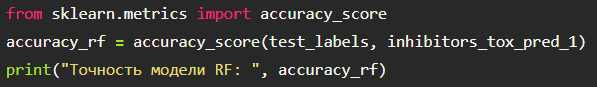 from sklearn.metrics import accuracy_score
accuracy_rf = accuracy_score(test_labels, inhibitors_tox_pred_1)
print("Точность модели RF: ", accuracy_rf)